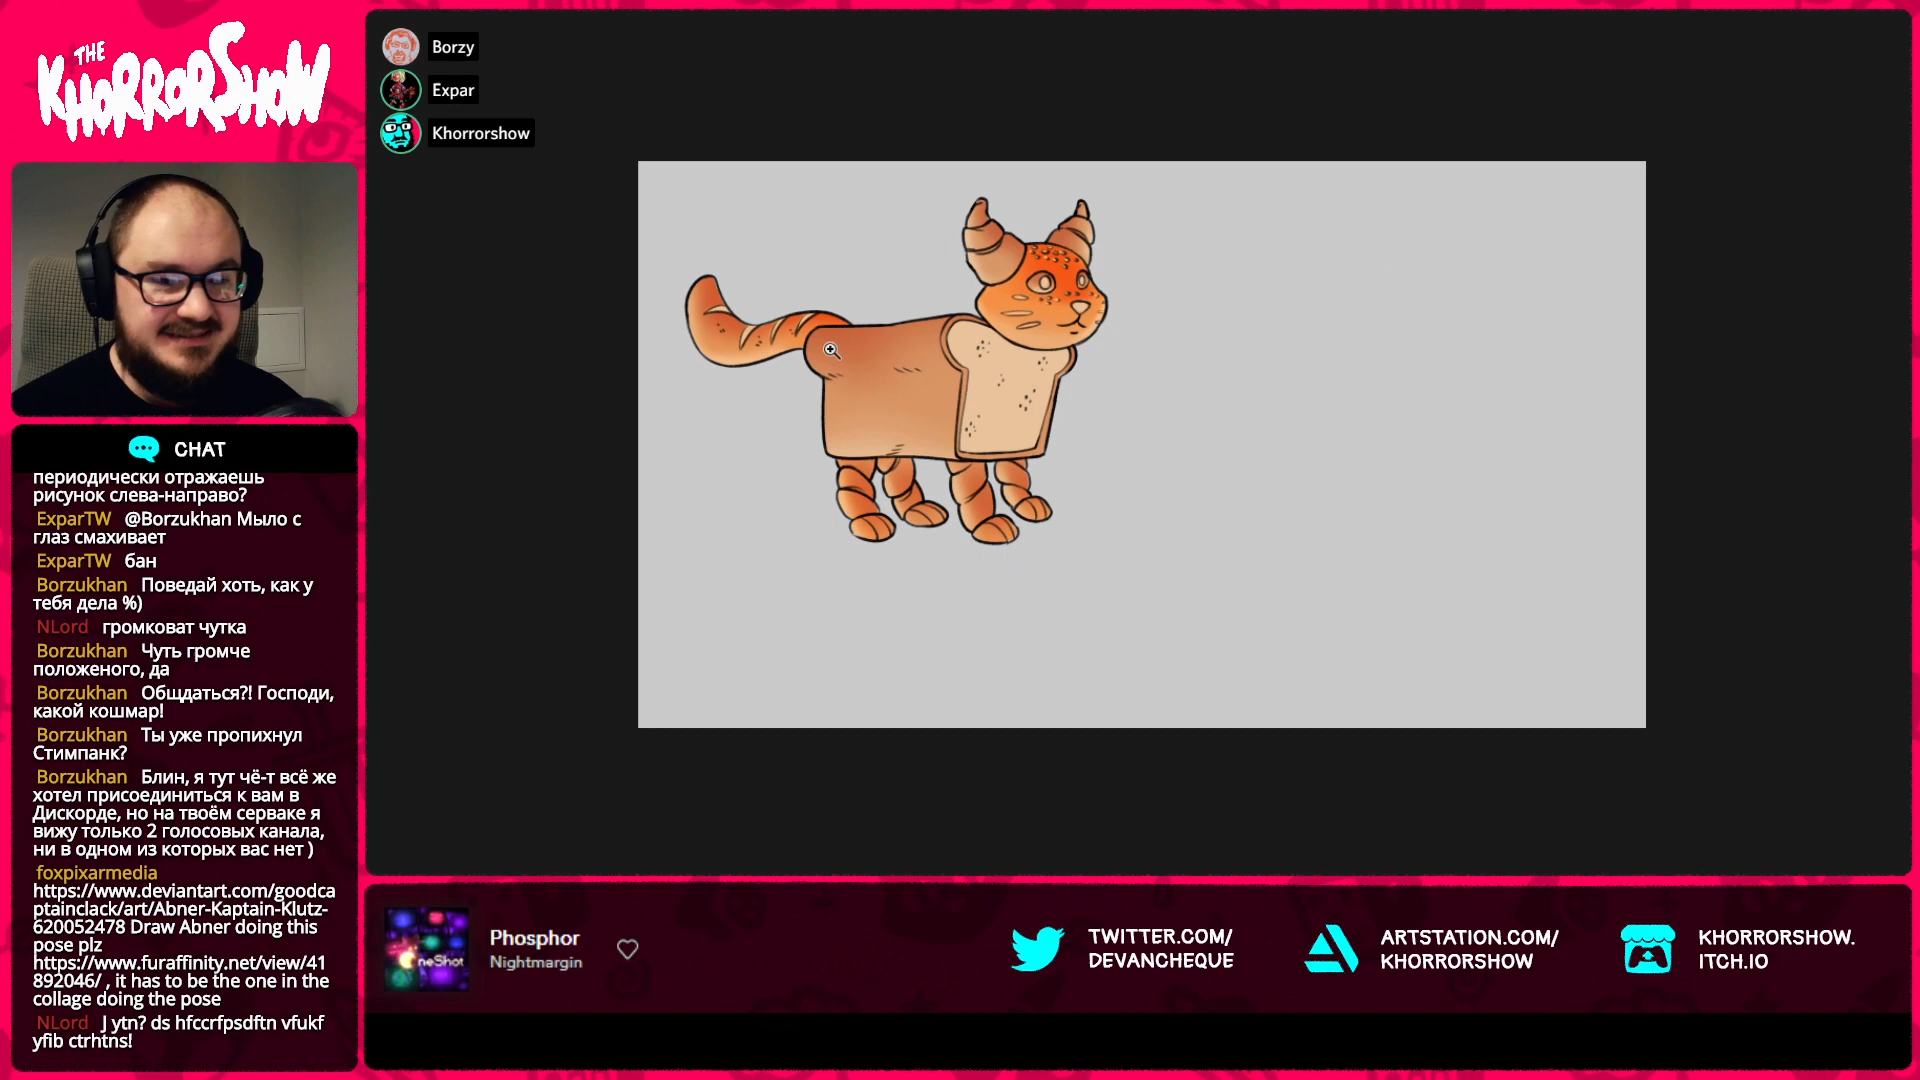 THE
KHORRORSHOW
Borzy
Expar
Khorrorshow
CHAT
периодически отражаешь
рисунок слева-направо?
ExparTW @Borzukhan Мыло с
глаз смахивает
ExparTW бан
Borzukhan Поведай хоть, как у
тебя дела %)
NLord громковат чутка
Borzukhan Чуть громче
положеного, да
Borzukhan Общдаться?! Господи,
какой кошмар!
Borzukhan Ты уже пропихнул
Стимпанк?
Borzukhan Блин, я тут чё-т всё же
хотел присоединиться к вам в
Дискорде, но на твоём серваке я
вижу только 2 голосовых канала,
ни в одном из которых вас нет )
foxpixarmedia
https://www.deviantart.com/goodca
ptainclack/art/Abner-Kaptain-Klutz-
620052478 Draw Abner doing this
pose plz
https://www.furaffinity.net/view/41
892046/ , it has to be the one in the
collage doing the pose
NLord J ytn? ds hfccrfpsdftn vfukf
yfib ctrhtns!
neShot
Phosphor
Nightmargin
TWITTER.COM/
DEVANCHEQUE
ARTSTATION.COM/
KHORRORSHOW
KHORRORSHOW.
ITCH.IO